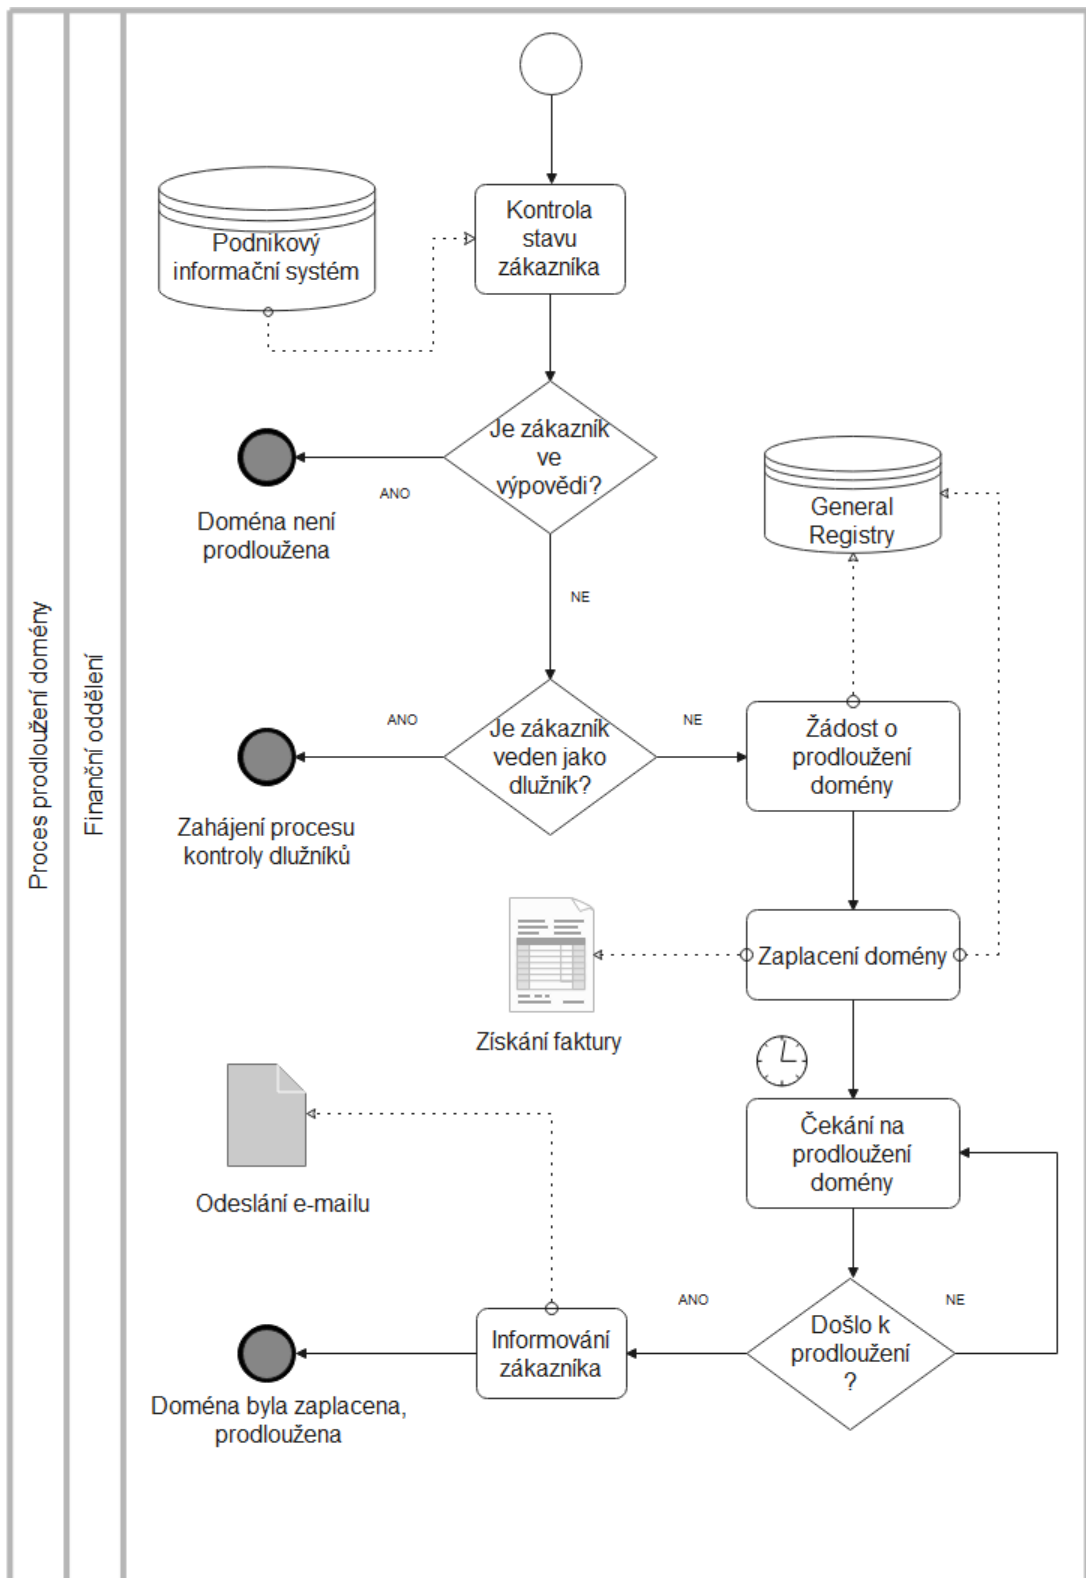 Proces prodloužení domény
Finanční oddělení
Kontrola
stavu
zákazníka
Podnikový
informační systém
Je zákazník
ve
výpovědi?
ANO
Doména není
prodloužena
General
Registry
NE
Je zákazník
veden jako
dlužník?
ANO
NE
Žádost o
prodloužení
domény
Zahájení procesu
kontroly dlužníků
Zaplacení domény
Získání faktury
Čekání na
prodloužení
domény
Odeslání e-mailu
ANO
NE
Došlo k
prodloužení
?
Informování
zákazníka
Doména byla zaplacena,
prodloužena